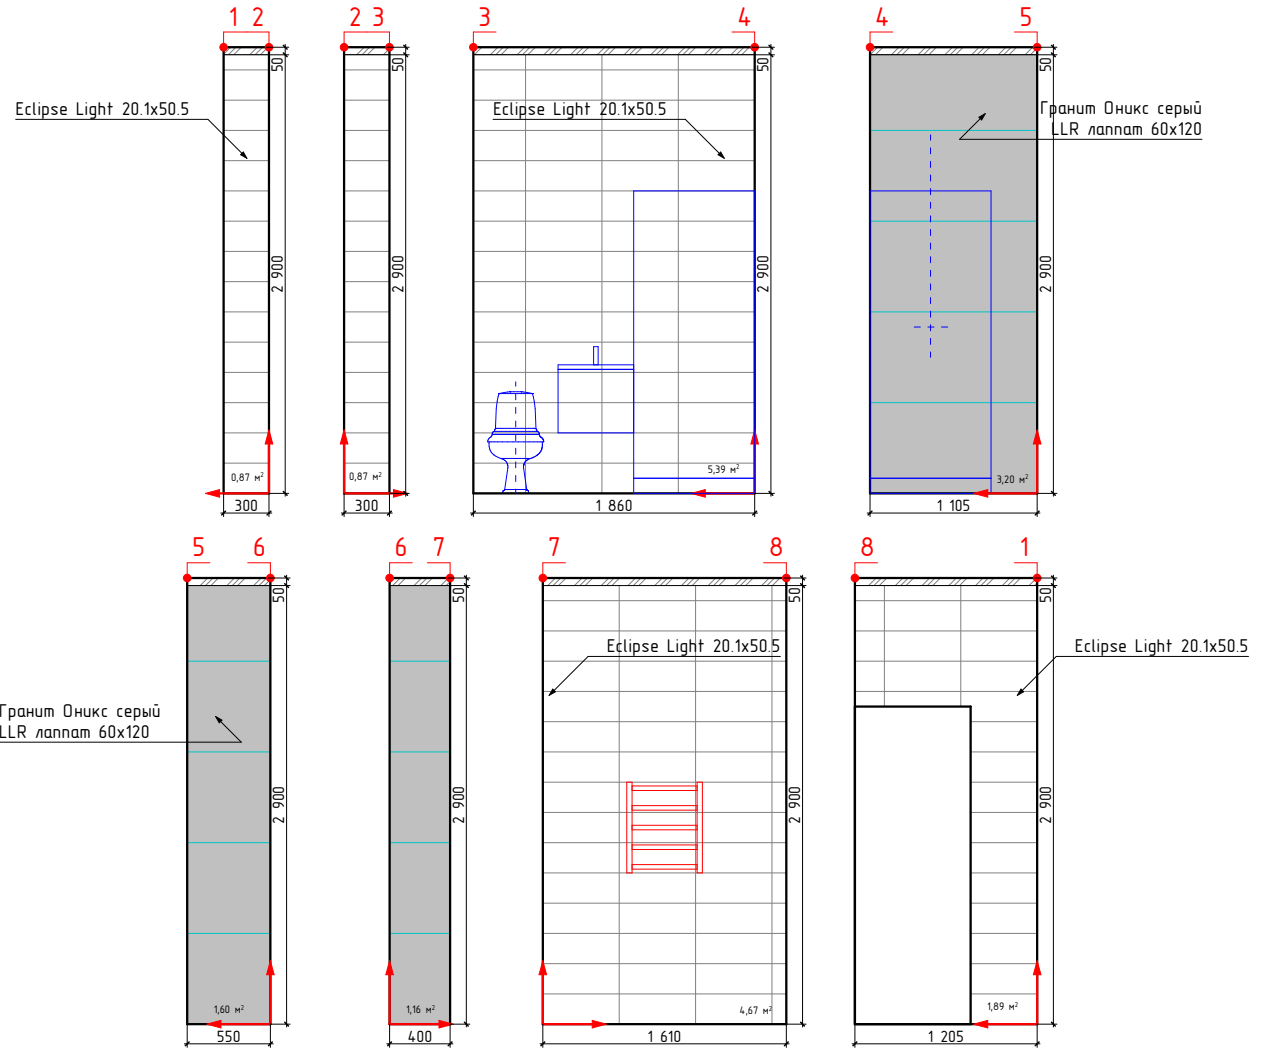 1 2
50
Eclipse Light 20.1x50.5
2 900
0,87 м²
300
2 3
50
2 900
0,87 м²
300
3 4
50
Eclipse Light 20.1x50.5
2 900
5,39 м²
1 860
4 5
50
Гранит Оникс серый
LLR лаппат 60x120
2 900
3,20 м²
1 105
5 6
50
Гранит Оникс серый
LLR лаппат 60x120
2 900
1,60 м²
550
6 7
50
2 900
1,16 м²
400
7 8
50
Eclipse Light 20.1x50.5
2 900
4,67 м²
1 610
8 1
50
Eclipse Light 20.1x50.5
2 900
1,89 м²
1 205